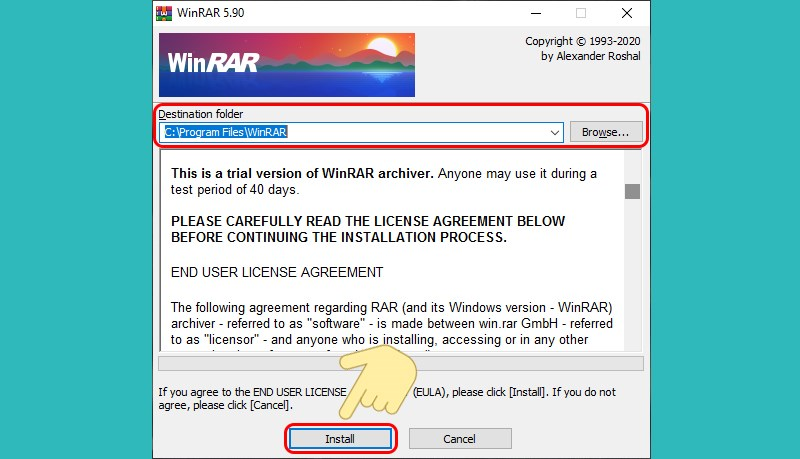 WinRAR 5.90
WinRAR
Copyright © 1993-2020
by Alexander Roshal
Destination folder
C:\Program Files\WinRAR
Browse...
This is a trial version of WinRAR archiver. Anyone may use it during a
test period of 40 days.
PLEASE CAREFULLY READ THE LICENSE AGREEMENT BELOW
BEFORE CONTINUING THE INSTALLATION PROCESS.
END USER LICENSE AGREEMENT
The following agreement regarding RAR (and its Windows version - WinRAR)
archiver - referred to as "software" - is made between win.rar GmbH - referred
to as "licensor" - and anyone who is installing, accessing or in any other
If you agree to the END USER LICENSE (EULA), please click [Install]. If you do not
agree, please click [Cancel].
Install
Cancel